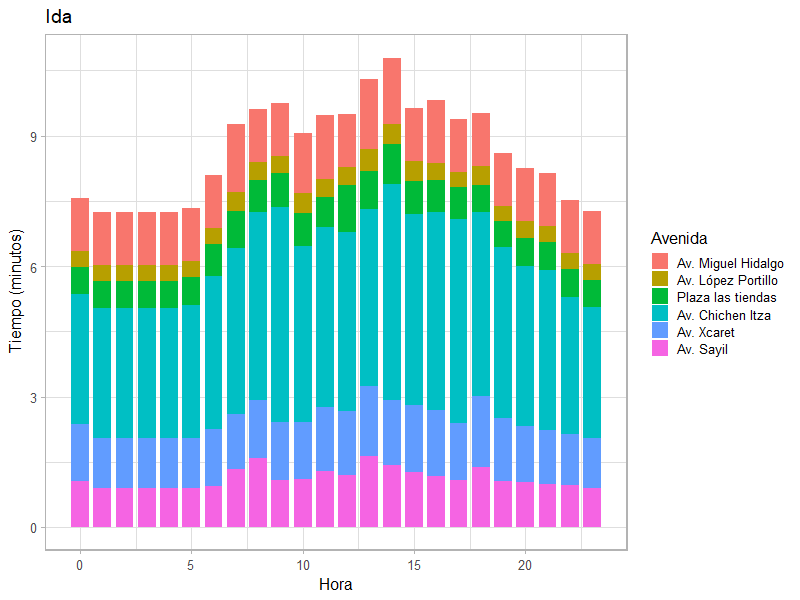 Ida
Tiempo (minutos)
9
6
3
0
0 5 10 15 20
Hora
Avenida
Av. Miguel Hidalgo
Av. López Portillo
Plaza las tiendas
Av. Chichen Itza
Av. Xcaret
Av. Sayil